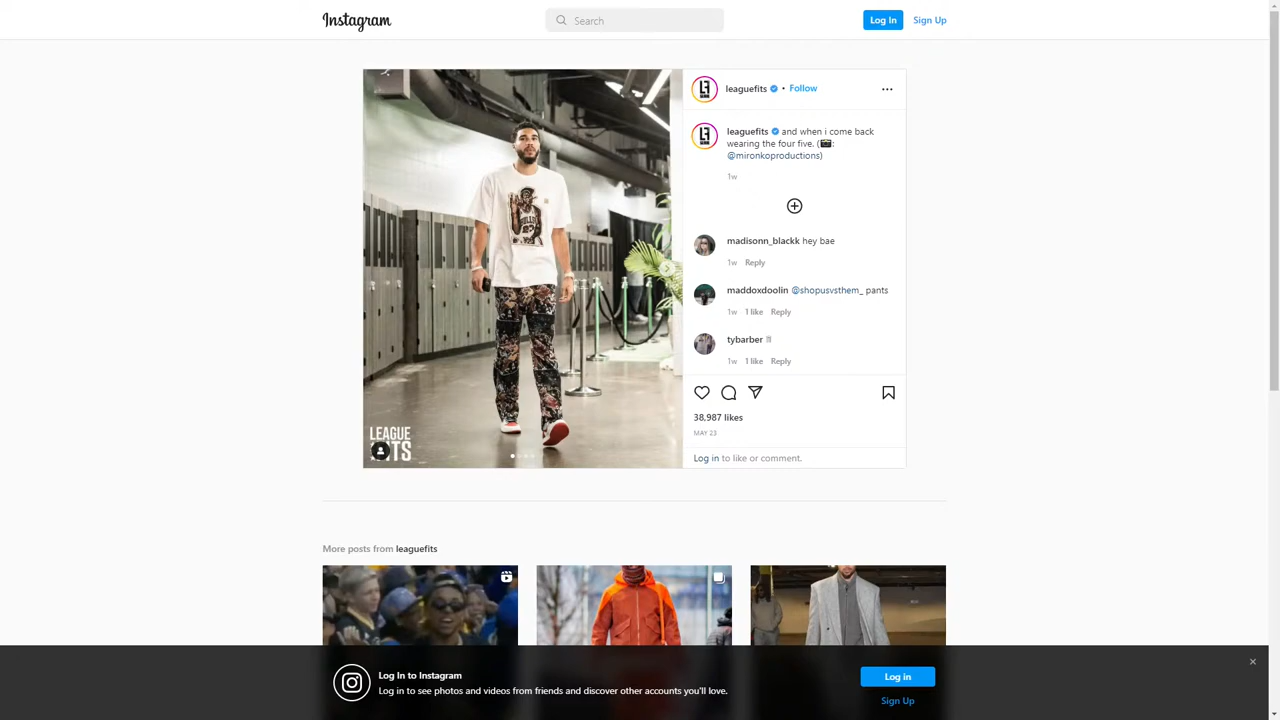 Instagram
Search
Log In
Sign Up
leaguefits • Follow
leaguefits and when i come back
wearing the four five. (📸:
@mironkoproductions)
1w
madisonn_blackk hey bae
1w Reply
maddoxdoolin @shopusvsthem_ pants
1w 1 like Reply
tybarber
1w 1 like Reply
38,987 likes
MAY 23
Log in to like or comment.
LEAGUE
More posts from leaguefits
Log In to Instagram
Log in to see photos and videos from friends and discover other accounts you'll love.
Log in
Sign Up